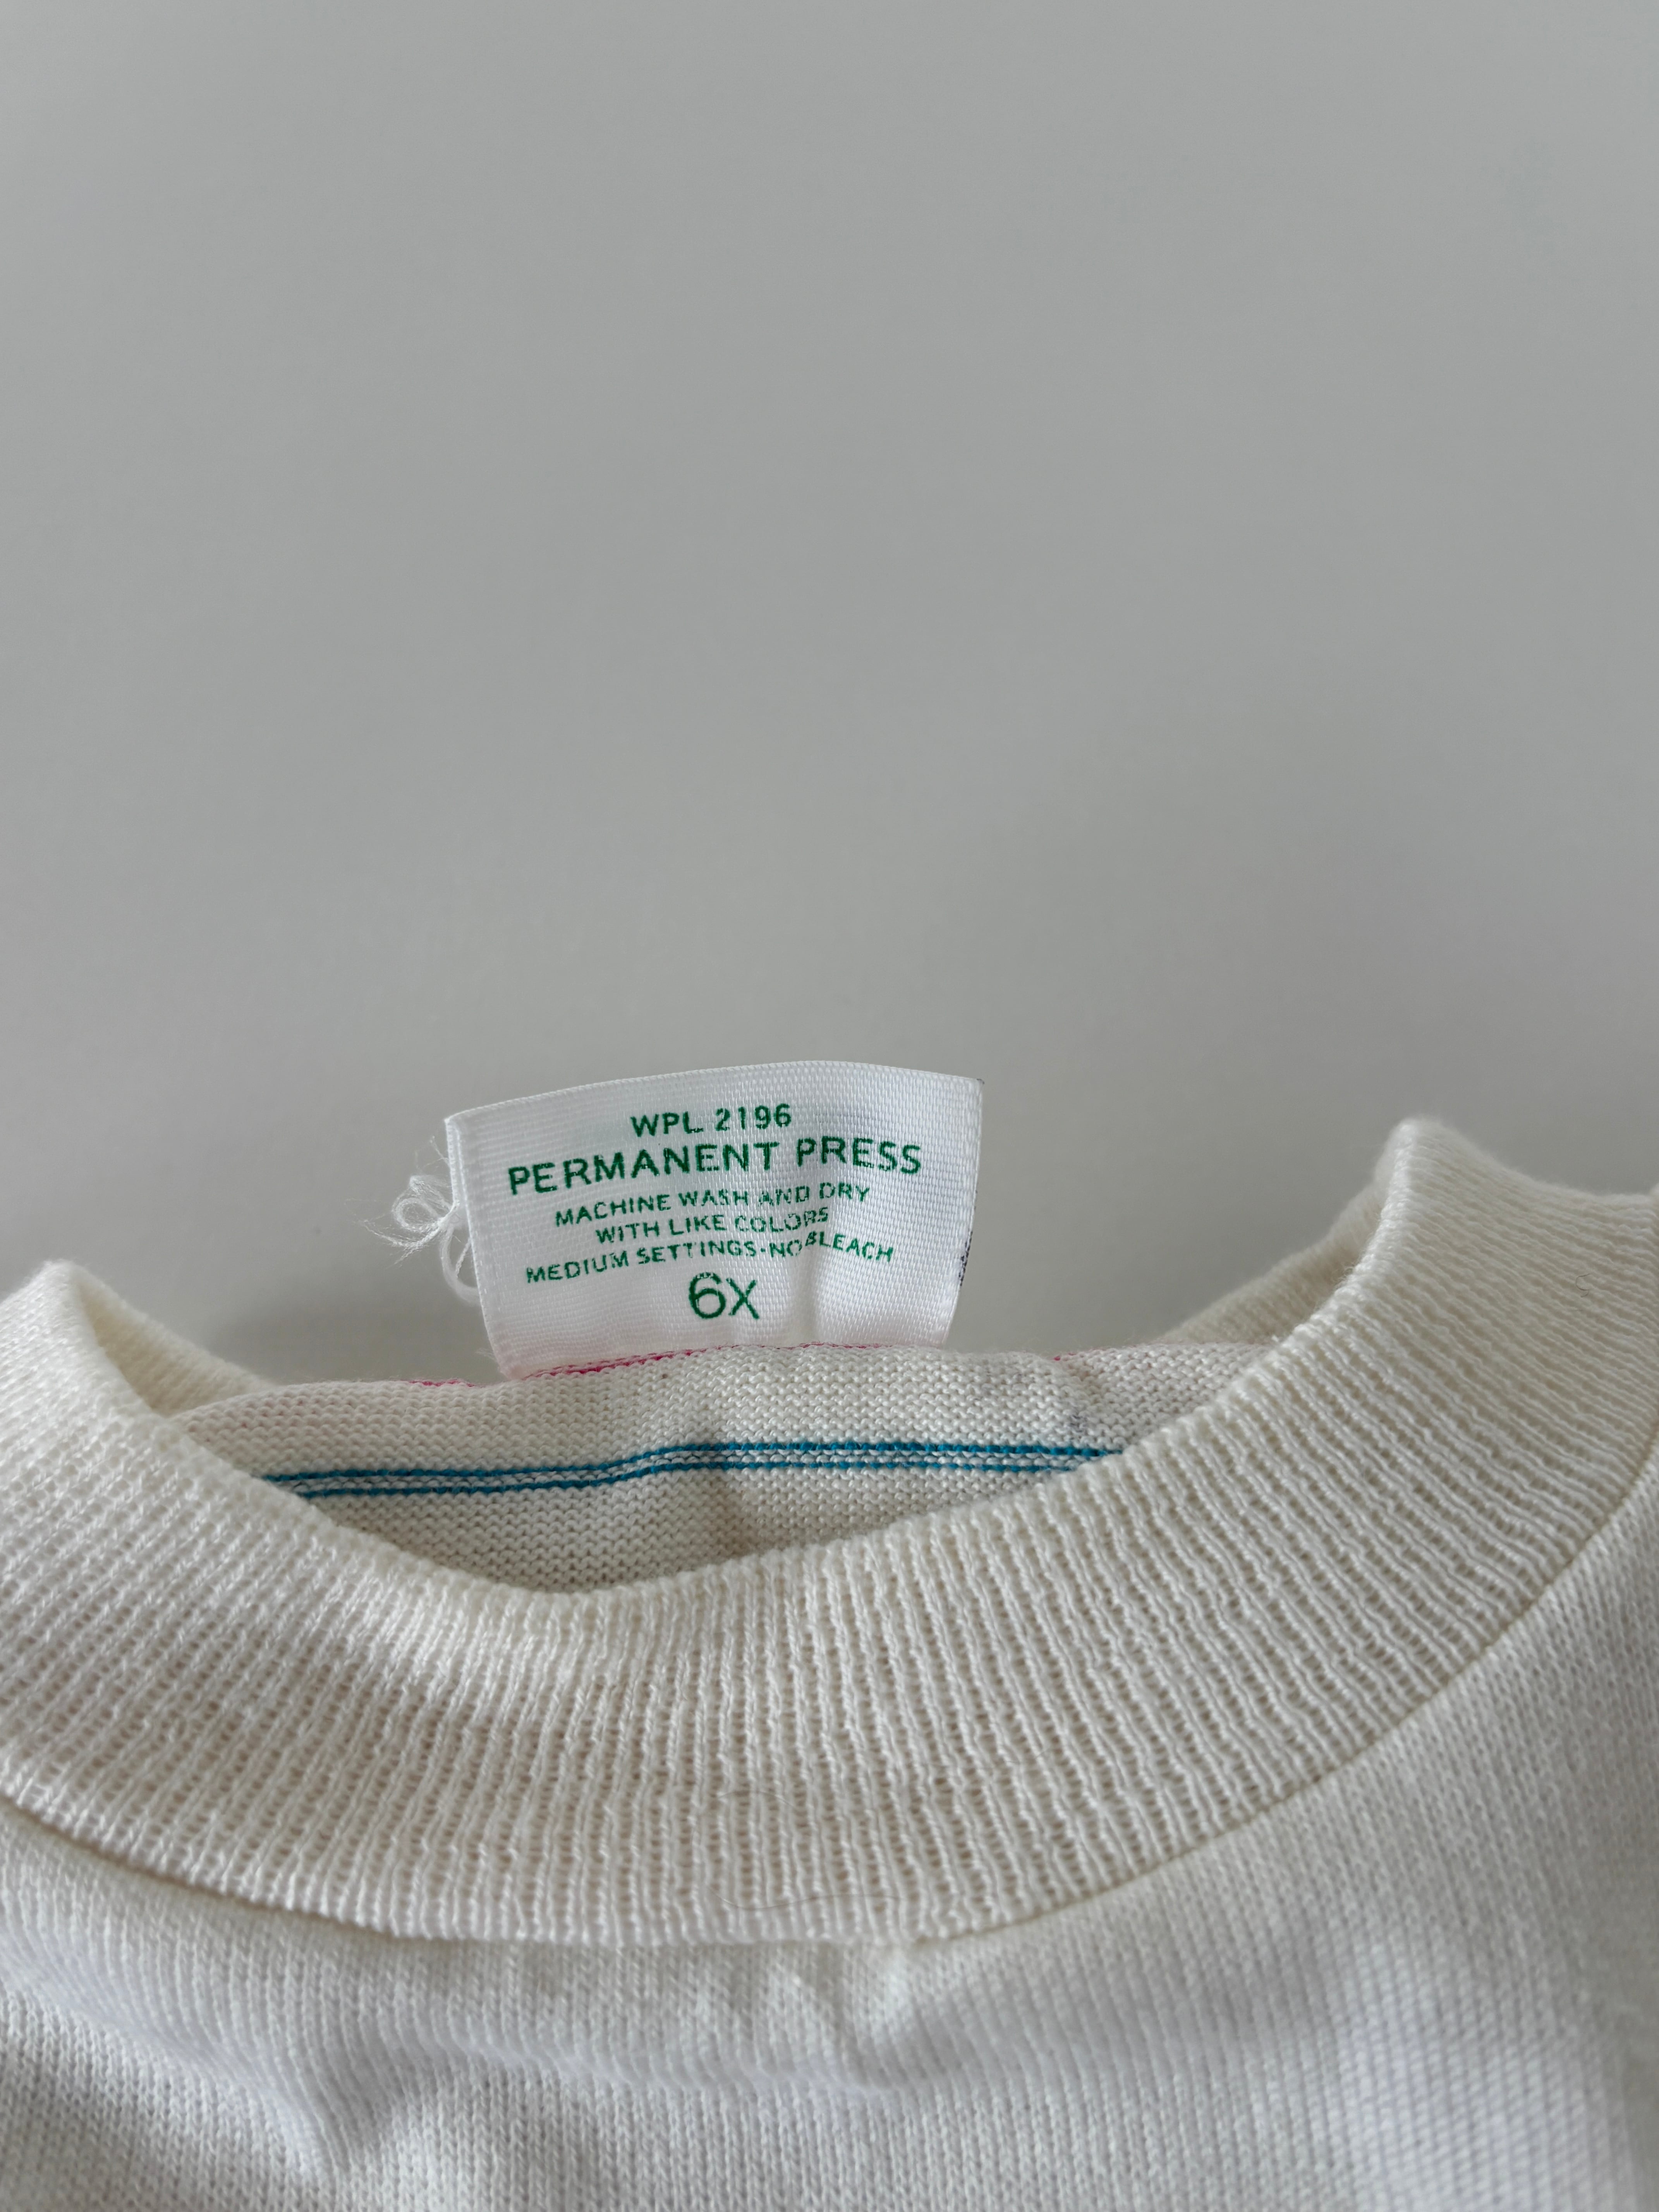 WPL 2196
PERMANENT PRESS
MACHINE WASH AND DRY
WITH LIKE COLORS
MEDIUM SETTINGS-NO BLEACH
6X